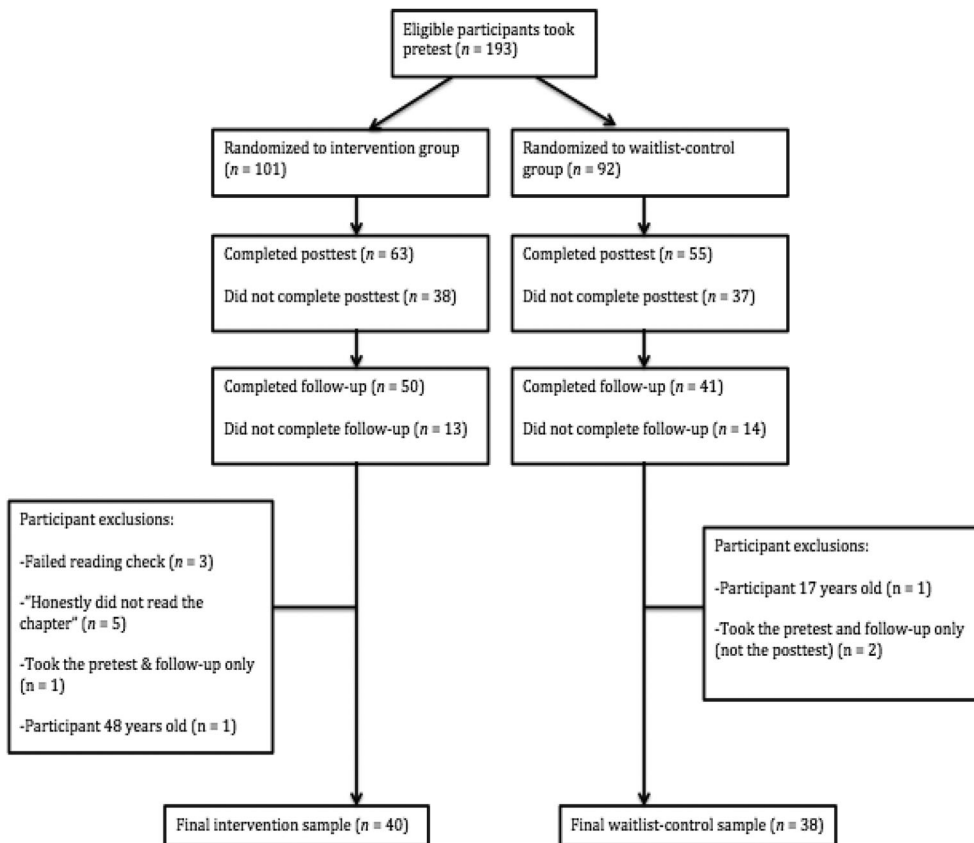 Eligible participants took
pretest (n = 193)
Randomized to intervention group
(n = 101)
Randomized to waitlist-control
group (n = 92)
Completed posttest (n = 63)
Did not complete posttest (n = 38)
Completed posttest (n = 55)
Did not complete posttest (n = 37)
Completed follow-up (n = 50)
Did not complete follow-up (n = 13)
Completed follow-up (n = 41)
Did not complete follow-up (n = 14)
Participant exclusions:
-Failed reading check (n = 3)
-"Honestly did not read the
chapter" (n = 5)
-Took the pretest & follow-up only
(n = 1)
-Participant 48 years old (n = 1)
Participant exclusions:
-Participant 17 years old (n = 1)
-Took the pretest and follow-up only
(not the posttest) (n = 2)
Final intervention sample (n = 40)
Final waitlist-control sample (n = 38)